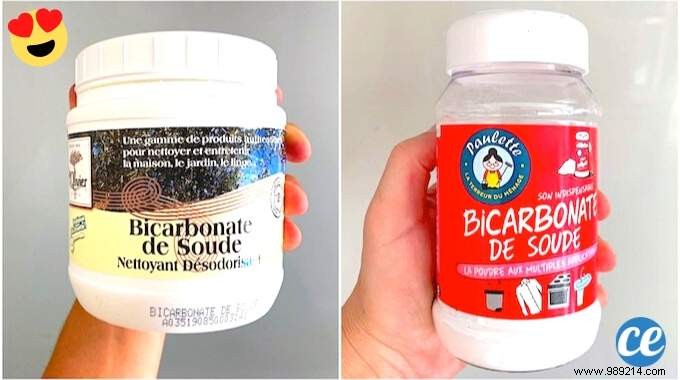 Une gamme de produits
pour nettoyer et entretenir
la maison, le jardin, le linge
Bicarbonate
de Soude
Nettoyant
BICARBONATE DE
Paulette
LA TERREUR DU MÉNAGE
SON INDISPENSABLE
BICARBONATE
DE SOUDE
LA POUDRE AUX MULTIPLES
ce
www.989214.com